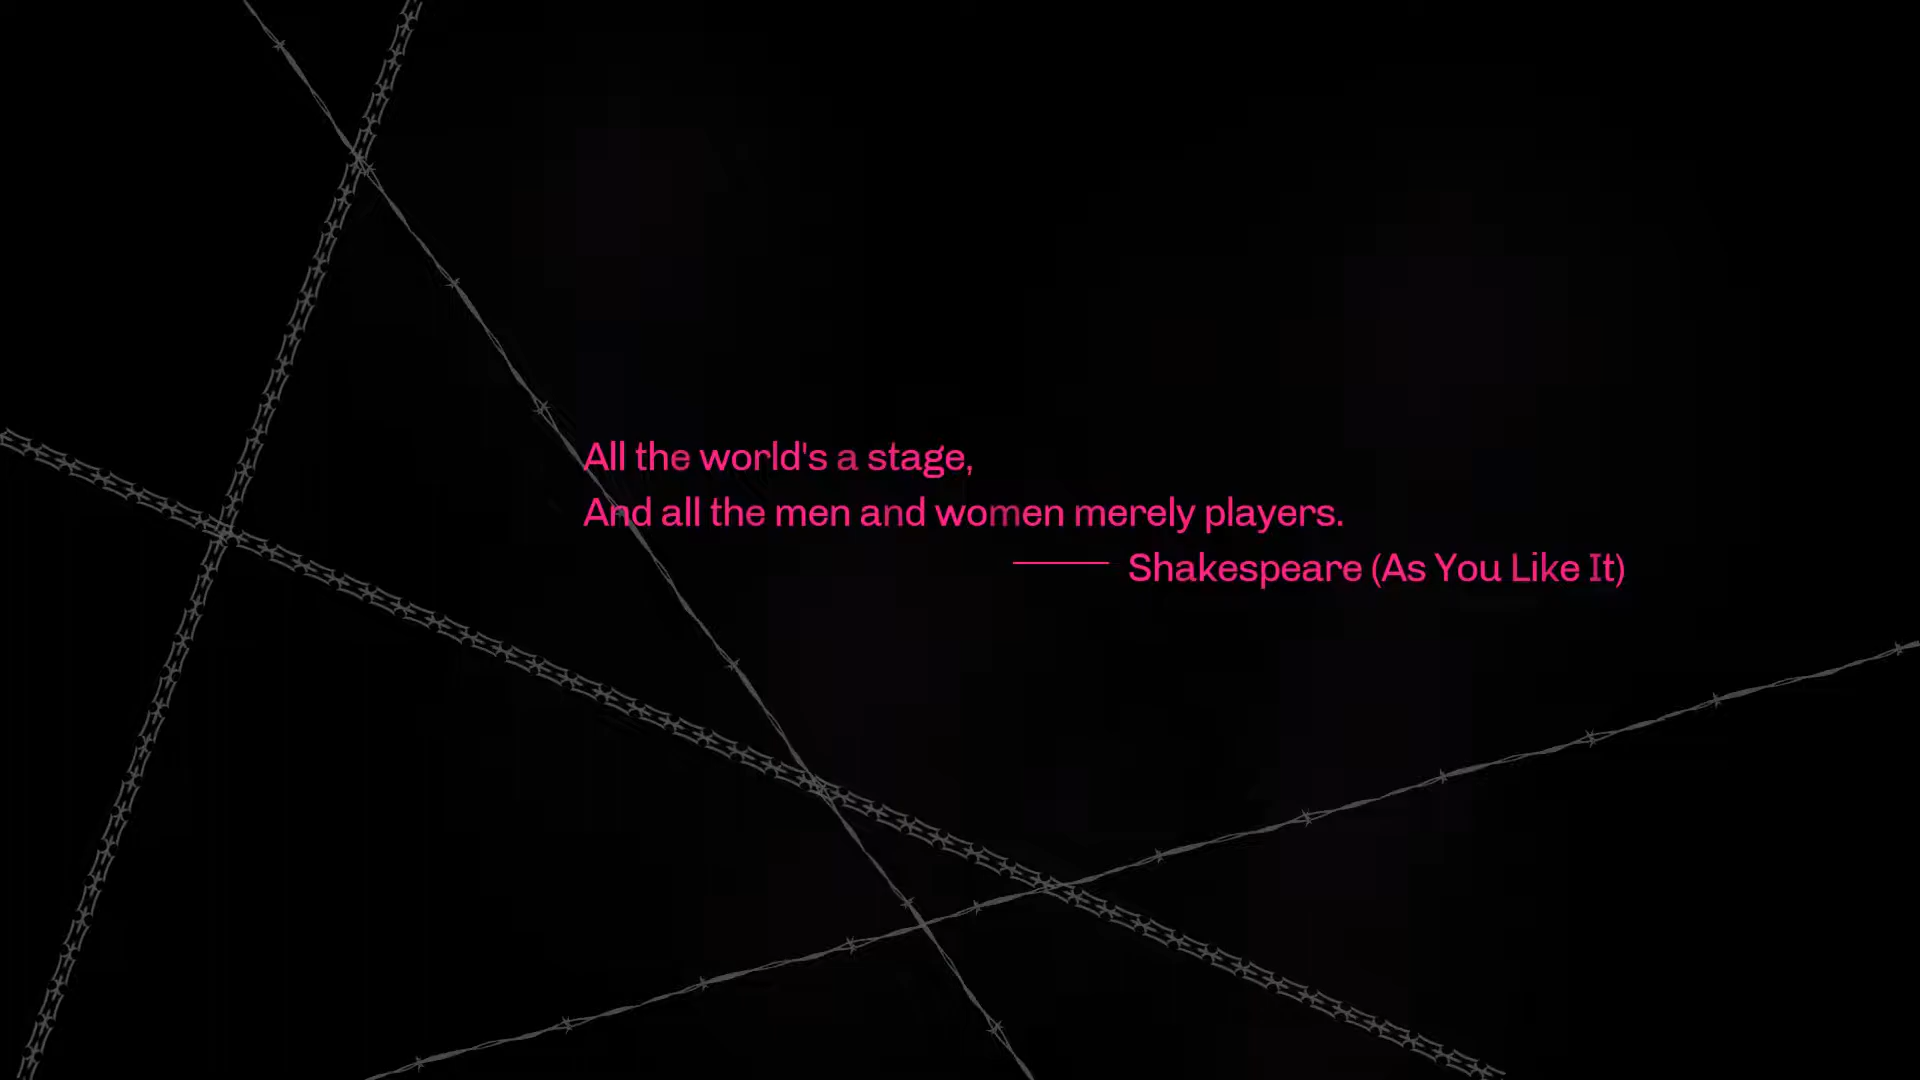 All the world's a stage,
And all the men and women merely players.
—— Shakespeare (As You Like It)